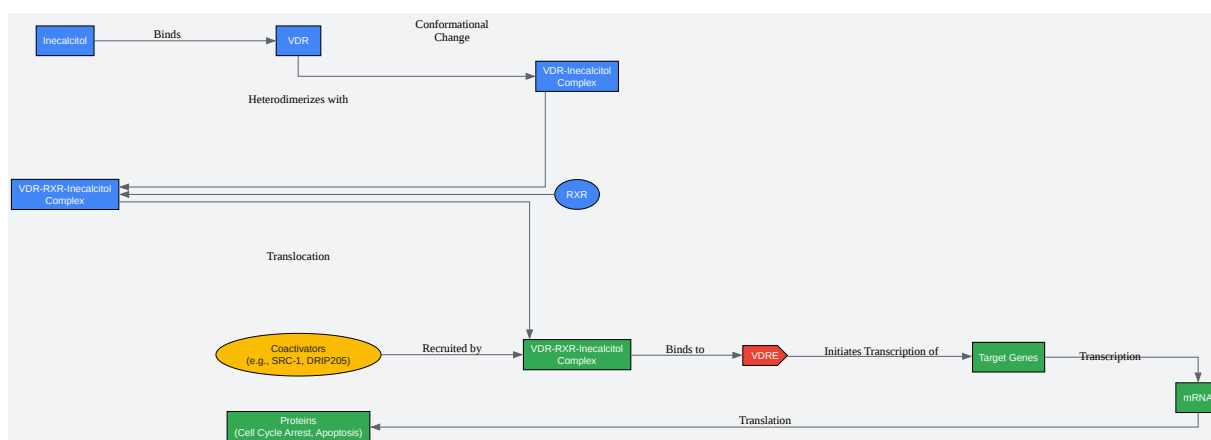 Conformational
Change
Inecalcitol
Binds
VDR
VDR-Inecalcitol
Complex
Heterodimerizes with
VDR-RXR-Inecalcitol
Complex
RXR
Translocation
Coactivators
(e.g., SRC-1, DRIP205)
Recruited by
VDR-RXR-Inecalcitol
Complex
Binds to
VDRE
Initiates Transcription of
Target Genes
Transcription
mRNA
Translation
Proteins
(Cell Cycle Arrest, Apoptosis)